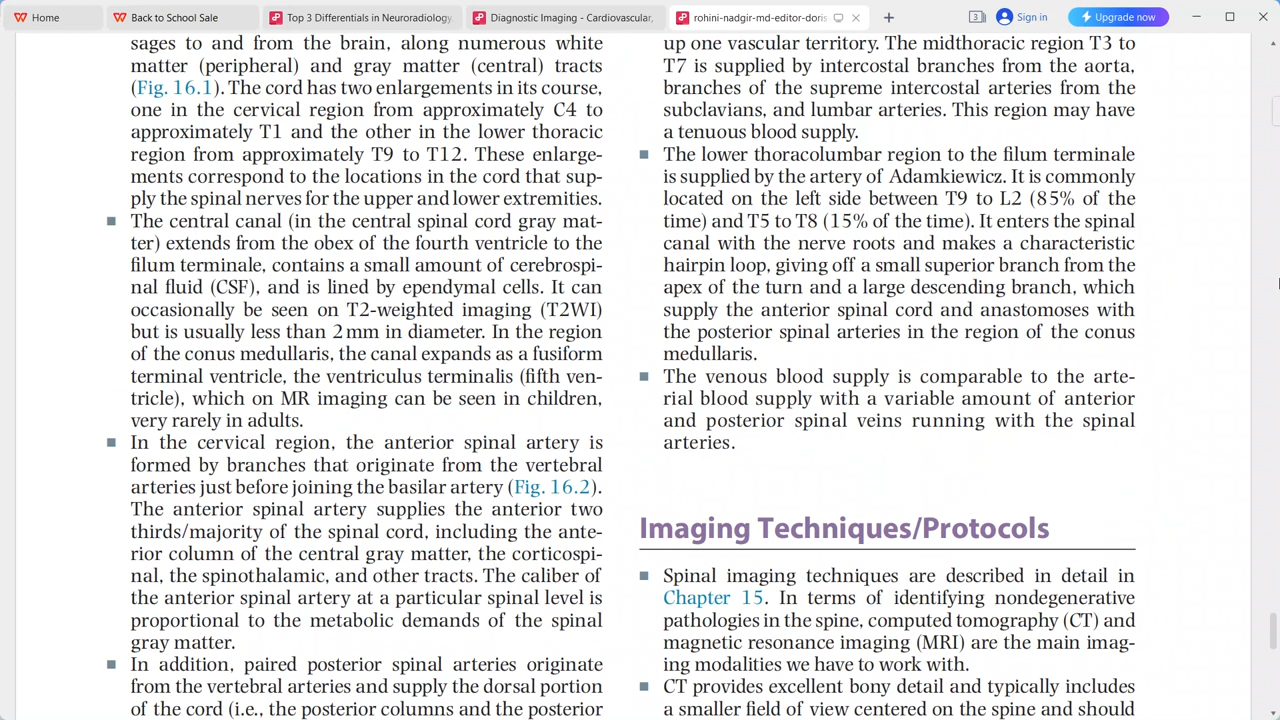 Home
Back to School Sale
Top 3 Differentials in Neuroradiology
Diagnostic Imaging - Cardiovascular,
rohini-nadgir-md-editor-doris
3
Sign in
Upgrade now
sages to and from the brain, along numerous white
matter (peripheral) and gray matter (central) tracts
(Fig. 16.1). The cord has two enlargements in its course,
one in the cervical region from approximately C4 to
approximately T1 and the other in the lower thoracic
region from approximately T9 to T12. These enlarge-
ments correspond to the locations in the cord that sup-
ply the spinal nerves for the upper and lower extremities.
■ The central canal (in the central spinal cord gray mat-
ter) extends from the obex of the fourth ventricle to the
filum terminale, contains a small amount of cerebrospi-
nal fluid (CSF), and is lined by ependymal cells. It can
occasionally be seen on T2-weighted imaging (T2WI)
but is usually less than 2 mm in diameter. In the region
of the conus medullaris, the canal expands as a fusiform
terminal ventricle, the ventriculus terminalis (fifth ven-
tricle), which on MR imaging can be seen in children,
very rarely in adults.
■ In the cervical region, the anterior spinal artery is
formed by branches that originate from the vertebral
arteries just before joining the basilar artery (Fig. 16.2).
The anterior spinal artery supplies the anterior two
thirds/majority of the spinal cord, including the ante-
rior column of the central gray matter, the corticospi-
nal, the spinothalamic, and other tracts. The caliber of
the anterior spinal artery at a particular spinal level is
proportional to the metabolic demands of the spinal
gray matter.
■ In addition, paired posterior spinal arteries originate
from the vertebral arteries and supply the dorsal portion
of the cord (i.e., the posterior columns and the posterior
up one vascular territory. The midthoracic region T3 to
T7 is supplied by intercostal branches from the aorta,
branches of the supreme intercostal arteries from the
subclavians, and lumbar arteries. This region may have
a tenuous blood supply.
■ The lower thoracolumbar region to the filum terminale
is supplied by the artery of Adamkiewicz. It is commonly
located on the left side between T9 to L2 (85% of the
time) and T5 to T8 (15% of the time). It enters the spinal
canal with the nerve roots and makes a characteristic
hairpin loop, giving off a small superior branch from the
apex of the turn and a large descending branch, which
supply the anterior spinal cord and anastomoses with
the posterior spinal arteries in the region of the conus
medullaris.
■ The venous blood supply is comparable to the arte-
rial blood supply with a variable amount of anterior
and posterior spinal veins running with the spinal
arteries.
Imaging Techniques/Protocols
■ Spinal imaging techniques are described in detail in
Chapter 15. In terms of identifying nondegenerative
pathologies in the spine, computed tomography (CT) and
magnetic resonance imaging (MRI) are the main imag-
ing modalities we have to work with.
■ CT provides excellent bony detail and typically includes
a smaller field of view centered on the spine and should